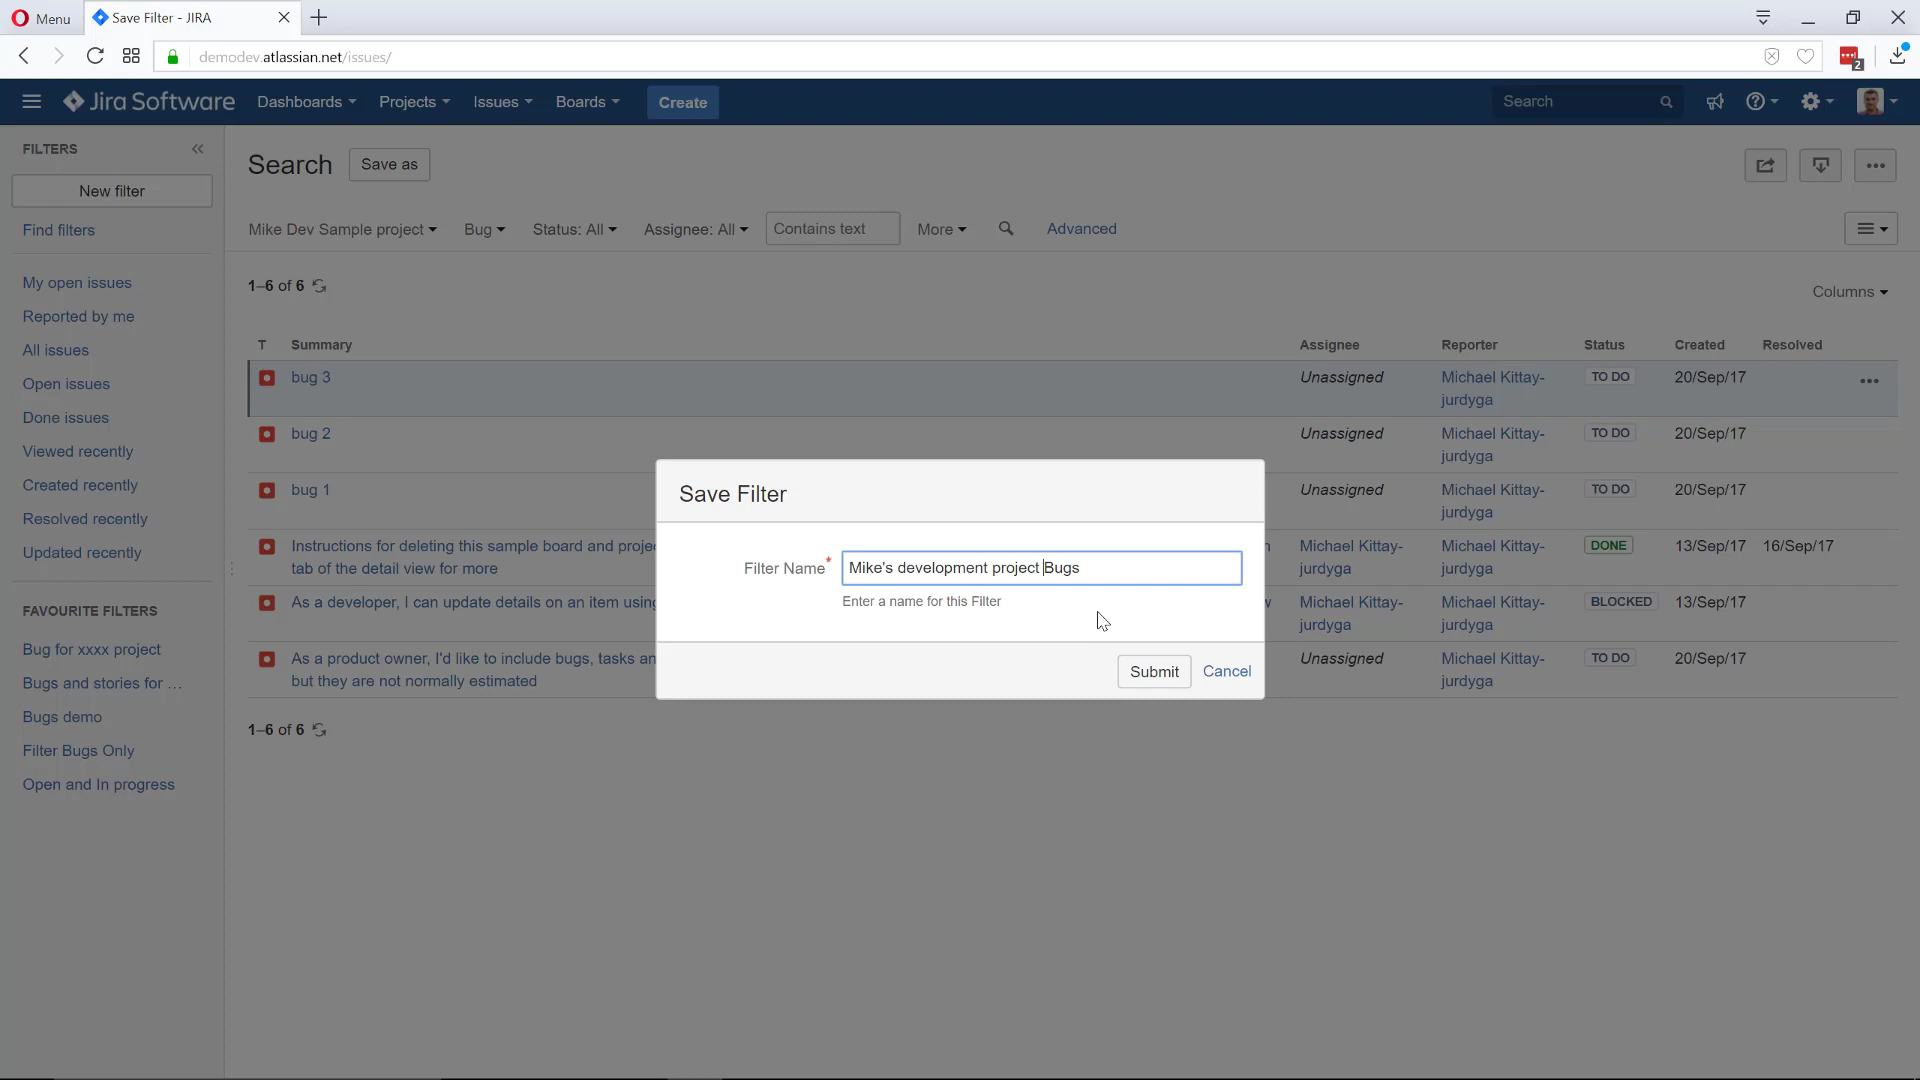 Menu
Save Filter - JIRA
demodev.atlassian.net/issues/
2
Jira Software
Dashboards
Projects
Issues
Boards
Create
Search
FILTERS
New filter
Find filters
My open issues
Reported by me
All issues
Open issues
Done issues
Viewed recently
Created recently
Resolved recently
Updated recently
FAVOURITE FILTERS
Bug for xxxx project
Bugs and stories for ...
Bugs demo
Filter Bugs Only
Open and In progress
Search
Save as
Mike Dev Sample project
Bug
Status: All
Assignee: All
Contains text
More
Advanced
1–6 of 6
Columns
T Summary Assignee Reporter Status Created Resolved
bug 3 Unassigned Michael Kittay- TO DO 20/Sep/17
jurdyga
bug 2 Unassigned Michael Kittay- TO DO 20/Sep/17
jurdyga
bug 1 Unassigned Michael Kittay- TO DO 20/Sep/17
jurdyga
Instructions for deleting this sample board and Michael Kittay- Michael Kittay- DONE 13/Sep/17 16/Sep/17
tab of the detail view for more jurdyga jurdyga
As a developer, I can update details on an item Michael Kittay- Michael Kittay- BLOCKED 13/Sep/17
jurdyga jurdyga
As a product owner, I'd like to include bugs, tasks Unassigned Michael Kittay- TO DO 20/Sep/17
but they are not normally estimated jurdyga
1–6 of 6
Save Filter
Filter Name*
Mike's development project Bugs
Enter a name for this Filter
Submit
Cancel